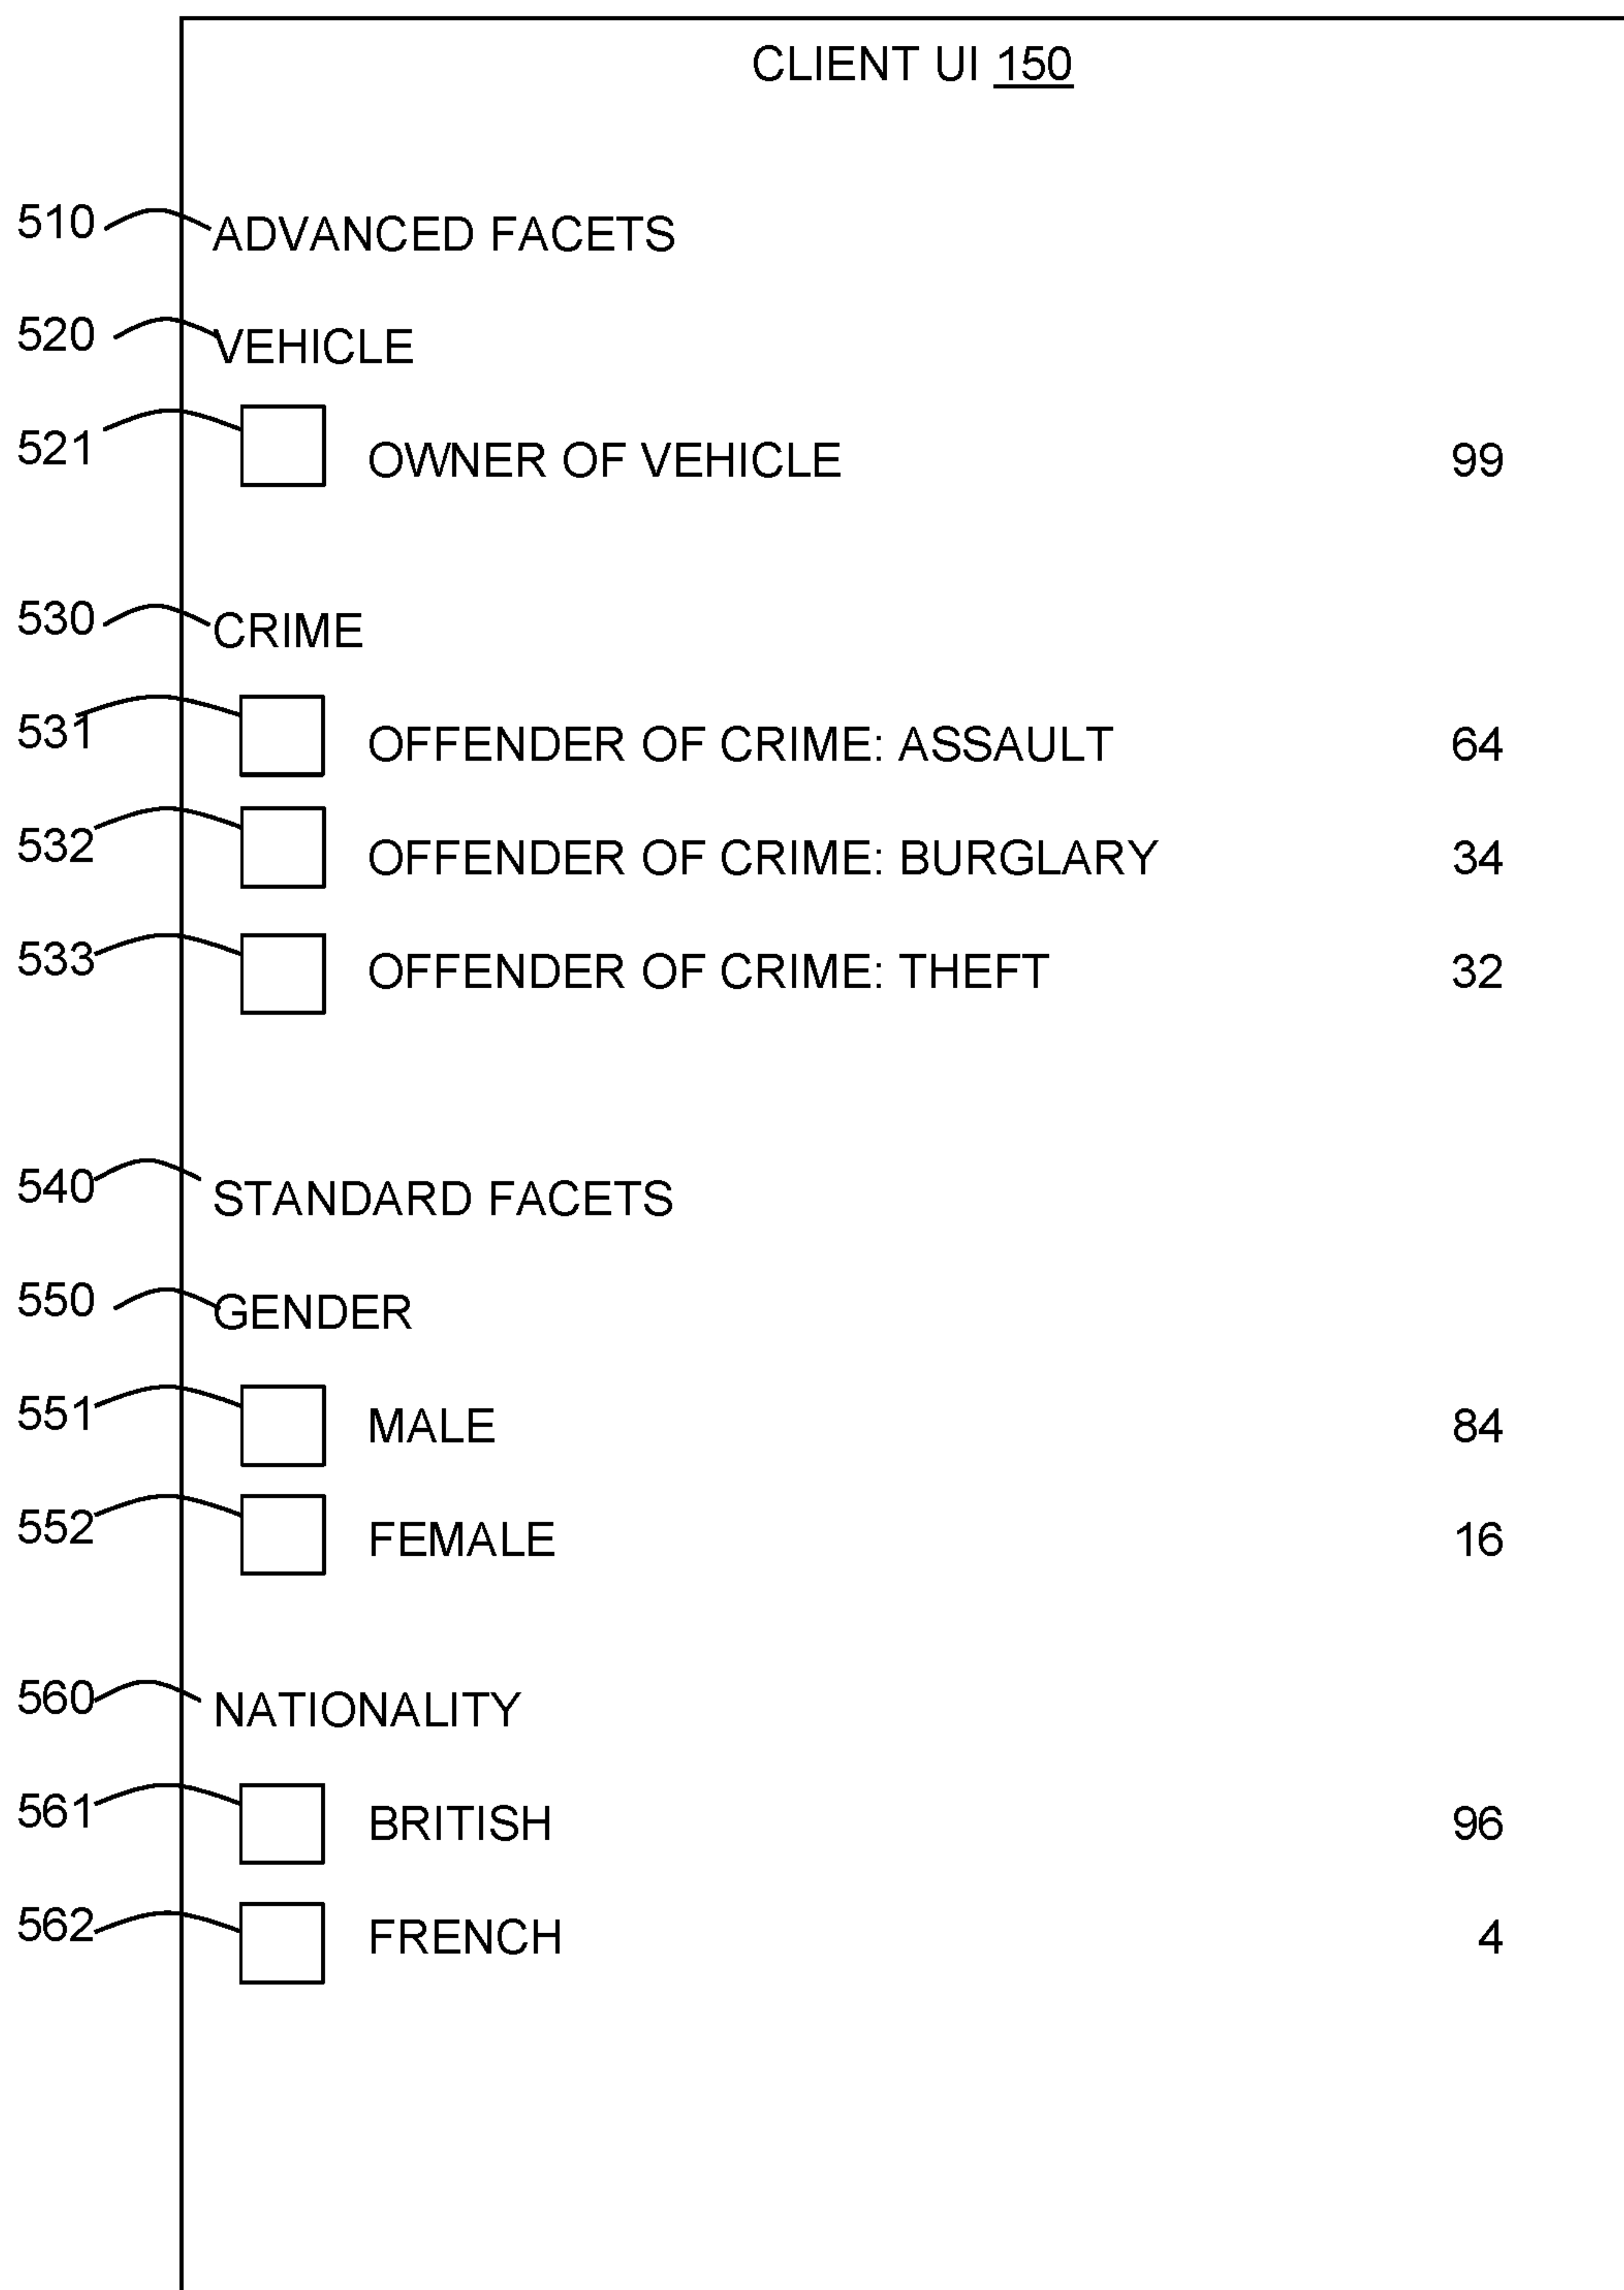 CLIENT UI 150
510 ADVANCED FACETS
520 VEHICLE
521 OWNER OF VEHICLE 99
530 CRIME
531 OFFENDER OF CRIME: ASSAULT 64
532 OFFENDER OF CRIME: BURGLARY 34
533 OFFENDER OF CRIME: THEFT 32
540 STANDARD FACETS
550 GENDER
551 MALE 84
552 FEMALE 16
560 NATIONALITY
561 BRITISH 96
562 FRENCH 4